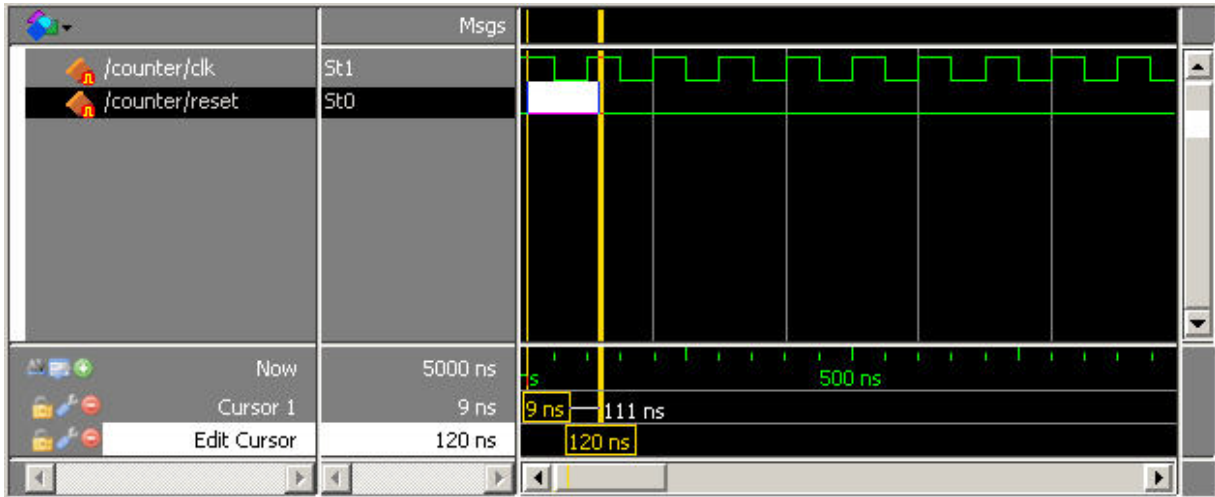 Msgs
/counter/clk St1
/counter/reset St0
Now 5000 ns s 500 ns
Cursor 1 9 ns 9 ns 111 ns
Edit Cursor 120 ns 120 ns